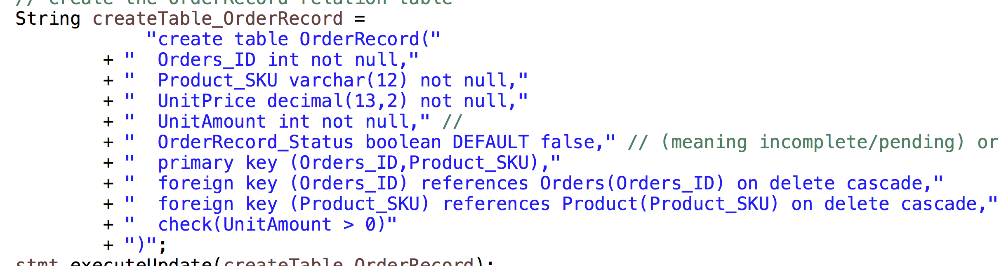 // create the OrderRecord relation table
String createTable_OrderRecord =
"create table OrderRecord("
+ "  Orders_ID int not null,"
+ "  Product_SKU varchar(12) not null,"
+ "  UnitPrice decimal(13,2) not null,"
+ "  UnitAmount int not null," //
+ "  OrderRecord_Status boolean DEFAULT false," // (meaning incomplete/pending) or
+ "  primary key (Orders_ID,Product_SKU),"
+ "  foreign key (Orders_ID) references Orders(Orders_ID) on delete cascade,"
+ "  foreign key (Product_SKU) references Product(Product_SKU) on delete cascade,"
+ "  check(UnitAmount > 0)"
+ ")";
stmt.executeUpdate(createTable_OrderRecord);